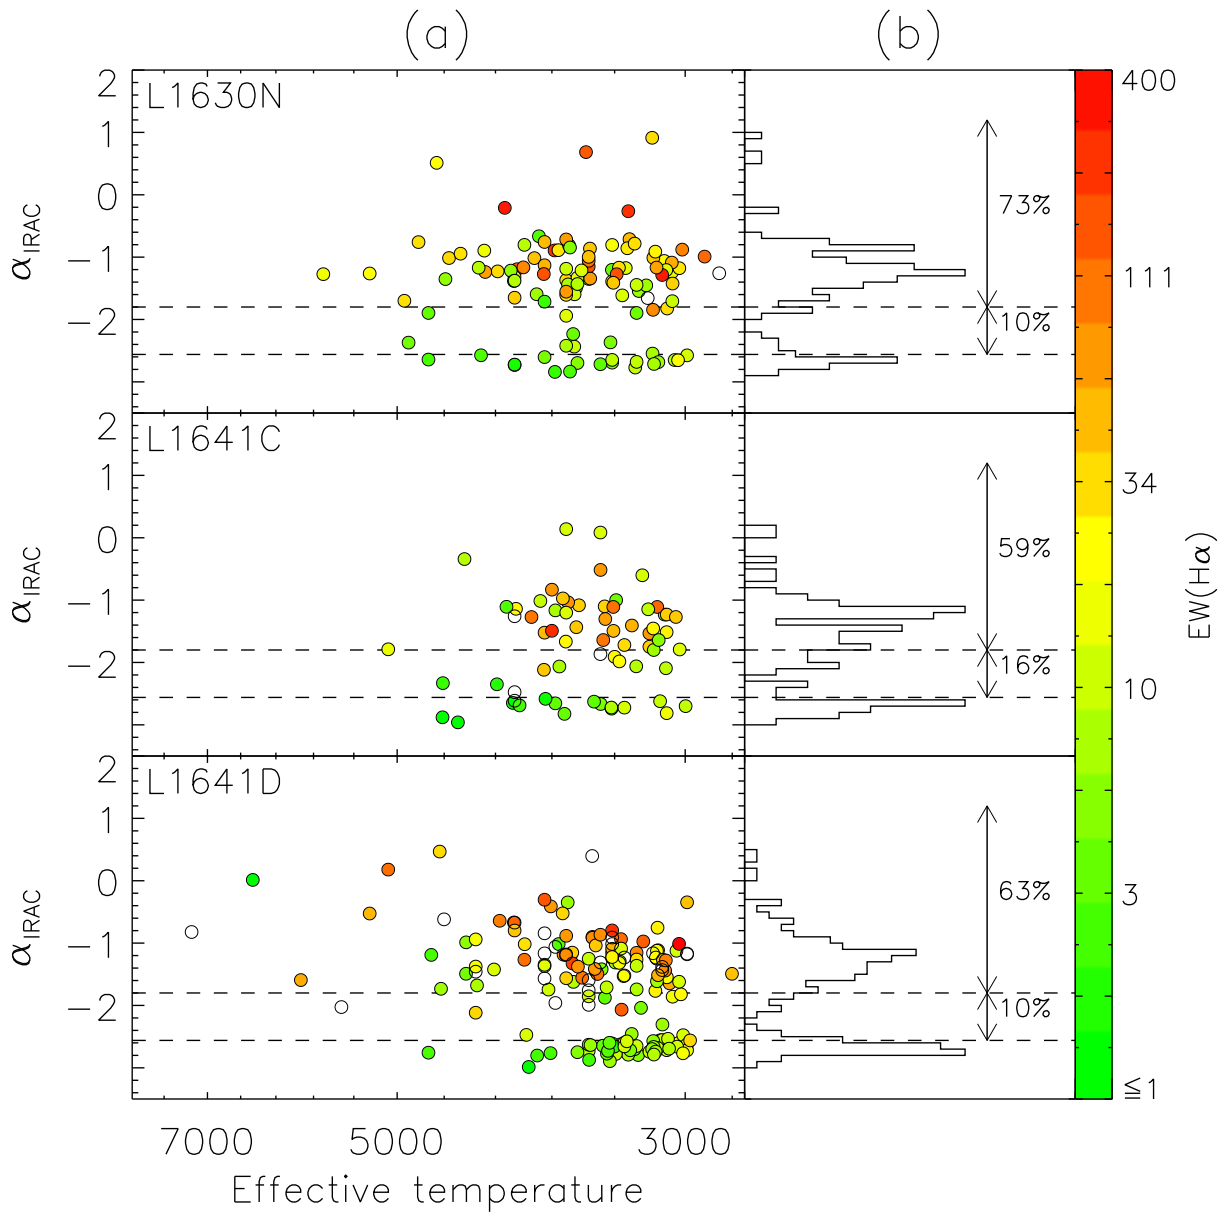 (a) (b)
L1630N
2
1
0
−1
−2
αIRAC
73%
10%
L1641C
2
1
0
−1
−2
αIRAC
59%
16%
L1641D
2
1
0
−1
−2
αIRAC
63%
10%
7000 5000 3000
Effective temperature
400
111
34
10
3
≦1
EW(Hα)